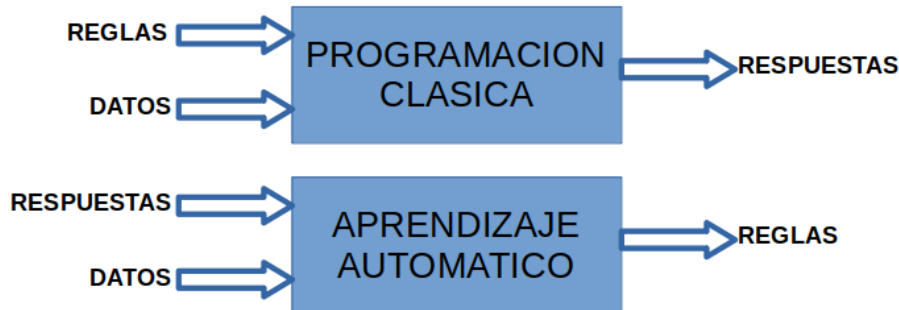 REGLAS
DATOS
PROGRAMACION
CLASICA
RESPUESTAS
RESPUESTAS
DATOS
APRENDIZAJE
AUTOMATICO
REGLAS